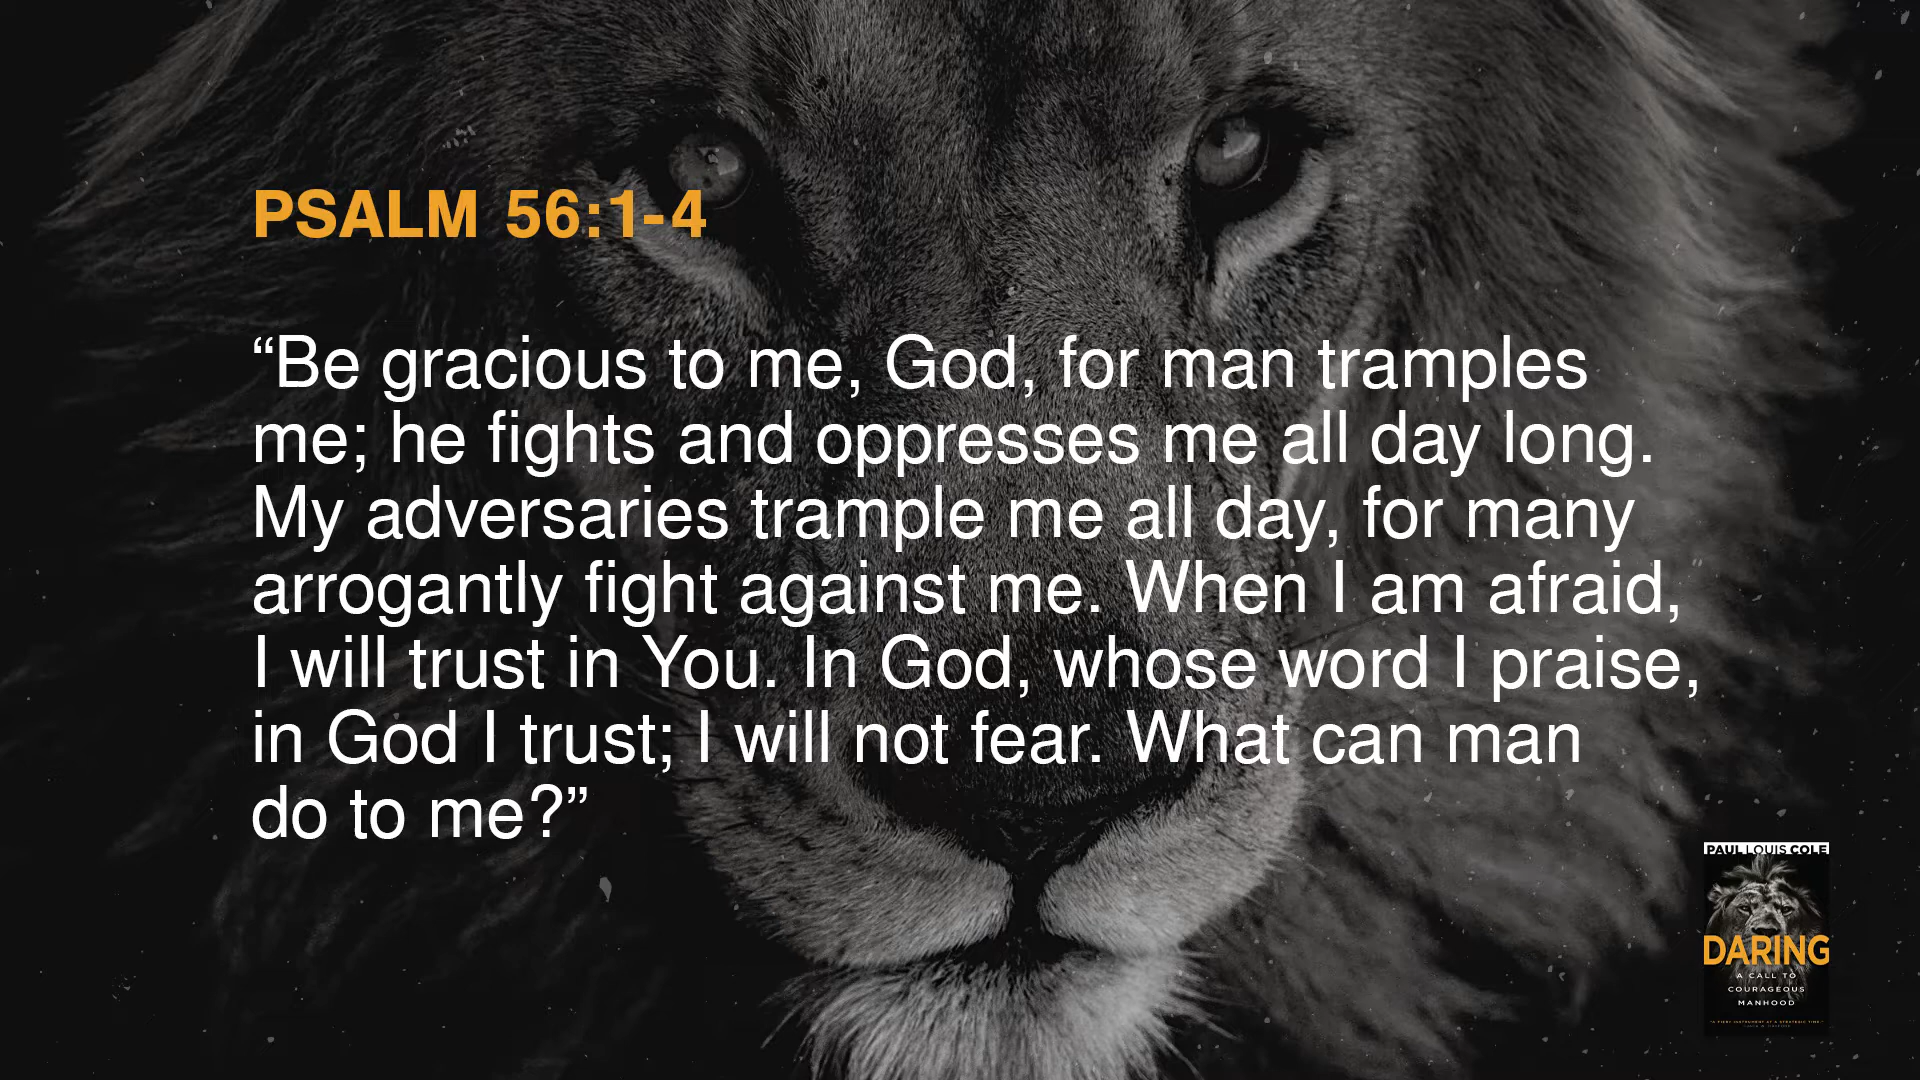 PSALM 56:1-4
“Be gracious to me, God, for man tramples
me; he fights and oppresses me all day long.
My adversaries trample me all day, for many
arrogantly fight against me. When I am afraid,
I will trust in You. In God, whose word I praise,
in God I trust; I will not fear. What can man
do to me?”
PAUL LOUIS COLE
DARING
A CALL TO
COURAGEOUS
MANHOOD